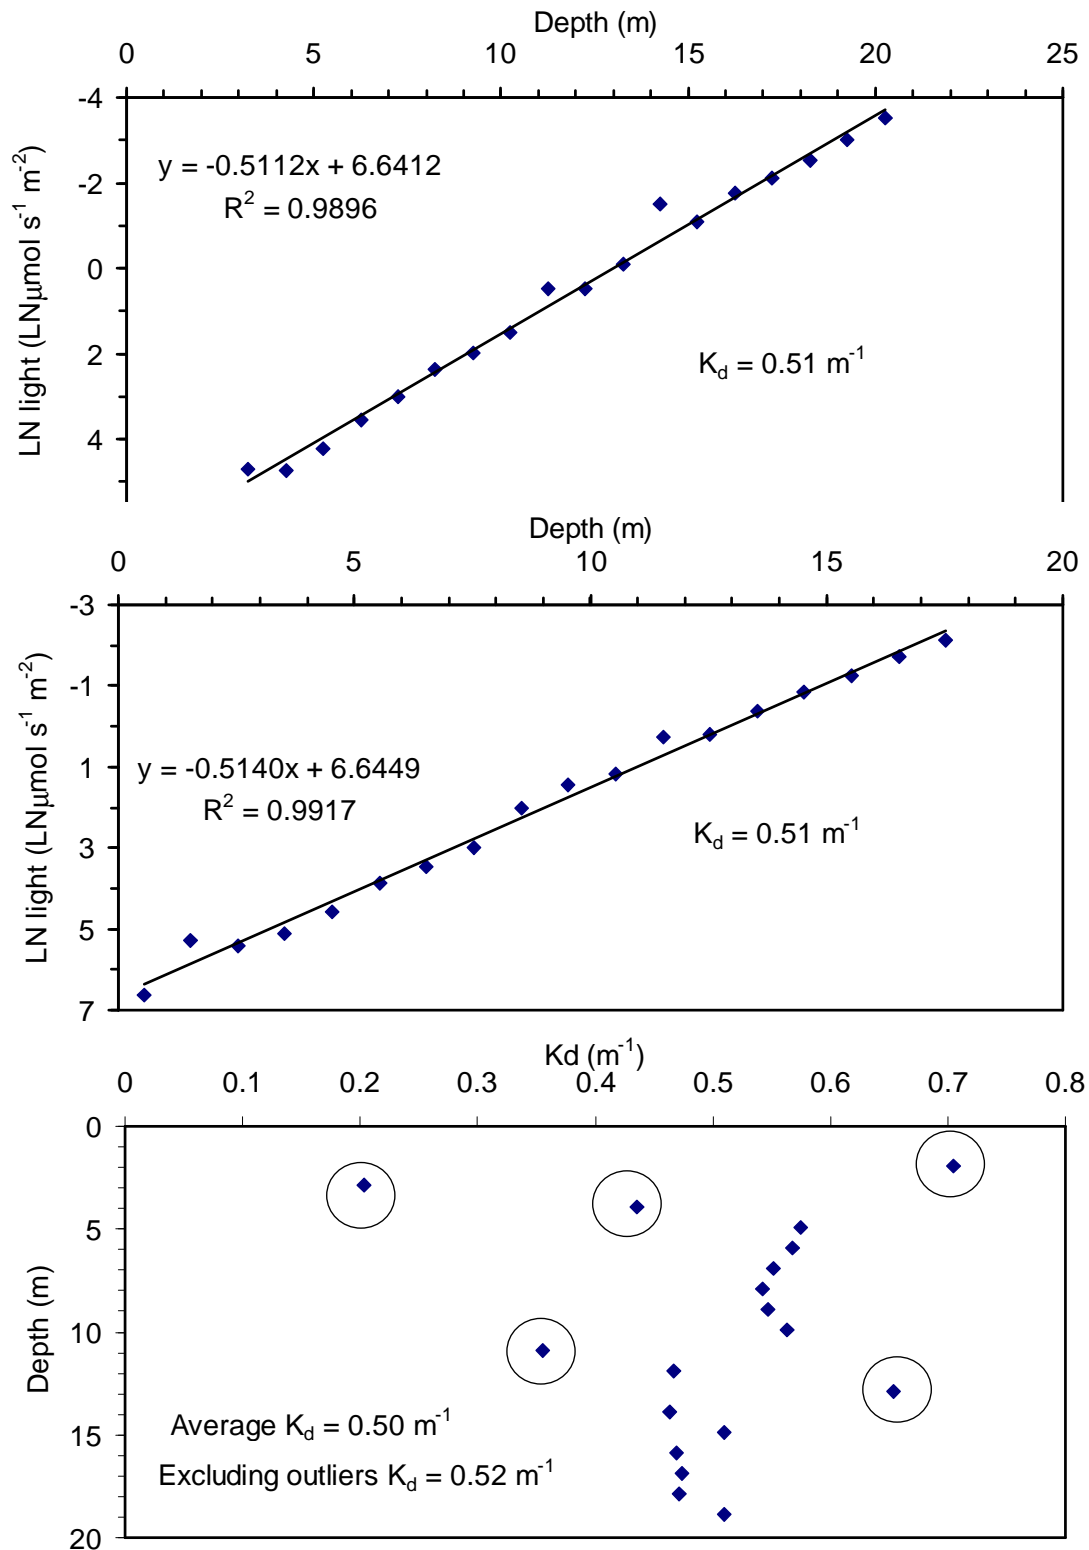 Depth (m)
0 5 10 15 20 25
-4
-2
0
2
4
LN light (LNµmol s⁻¹ m⁻²)
y = -0.5112x + 6.6412
R² = 0.9896
K_d = 0.51 m⁻¹
Depth (m)
0 5 10 15 20
-3
-1
1
3
5
7
LN light (LNµmol s⁻¹ m⁻²)
y = -0.5140x + 6.6449
R² = 0.9917
K_d = 0.51 m⁻¹
Kd (m⁻¹)
0 0.1 0.2 0.3 0.4 0.5 0.6 0.7 0.8
0
5
10
15
20
Depth (m)
Average K_d = 0.50 m⁻¹
Excluding outliers K_d = 0.52 m⁻¹